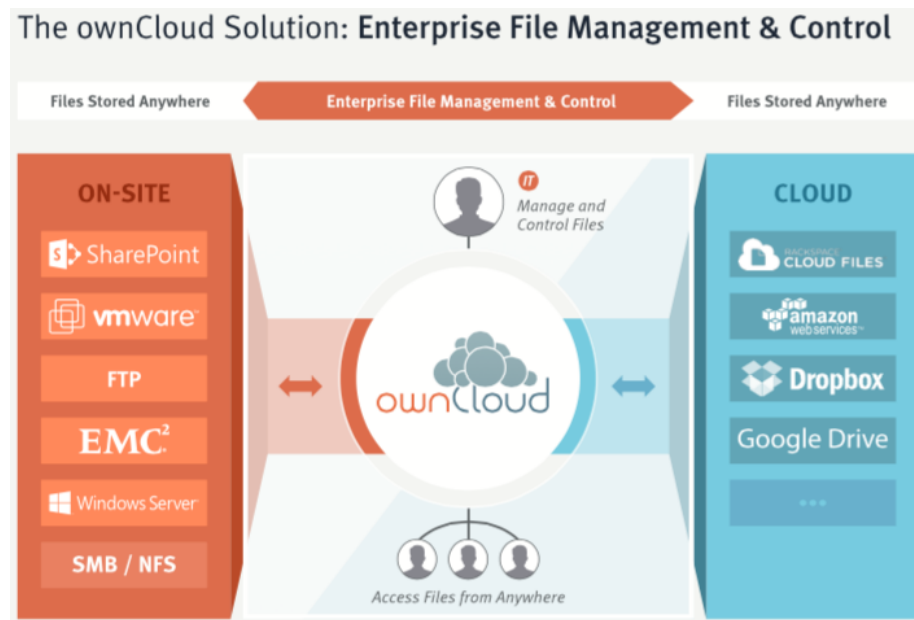 The ownCloud Solution: Enterprise File Management & Control
Files Stored Anywhere
Enterprise File Management & Control
Files Stored Anywhere
ON-SITE
SharePoint
vmware
FTP
EMC²
Windows Server
SMB / NFS
IT
Manage and
Control Files
ownCloud
Access Files from Anywhere
CLOUD
RACKSPACE
CLOUD FILES
amazon
webservices™
Dropbox
Google Drive
...